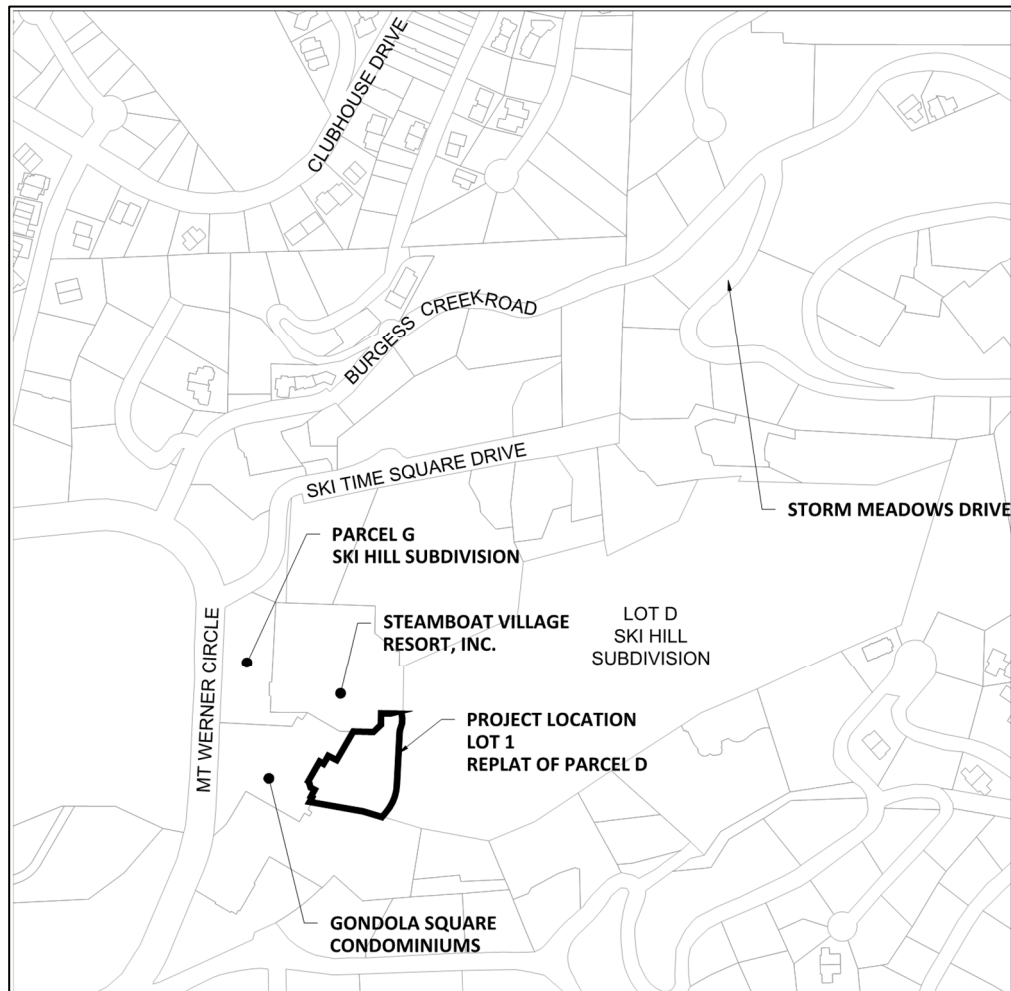 CLUBHOUSE DRIVE
BURGESS CREEK ROAD
SKI TIME SQUARE DRIVE
STORM MEADOWS DRIVE
PARCEL G
SKI HILL SUBDIVISION
STEAMBOAT VILLAGE
RESORT, INC.
LOT D
SKI HILL
SUBDIVISION
MT WERNER CIRCLE
PROJECT LOCATION
LOT 1
REPLAT OF PARCEL D
GONDOLA SQUARE
CONDOMINIUMS